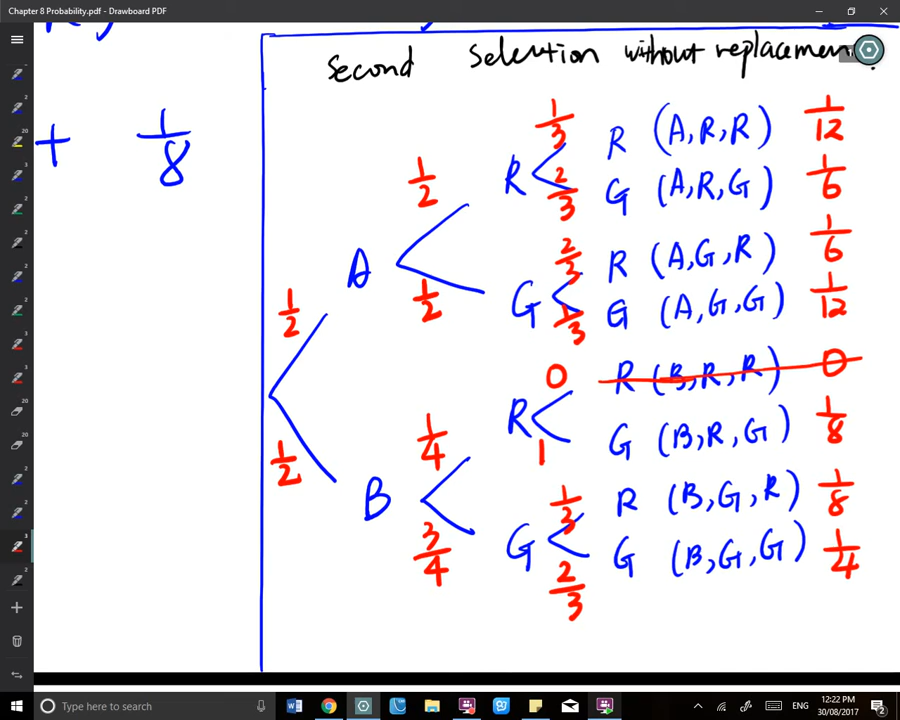 Chapter 8 Probability.pdf - Drawboard PDF
second selection without replacement
+ 1/8
1/2 A 1/2 R 1/3 R (A,R,R) 1/12
2/3 G (A,R,G) 1/6
1/2 G 2/3 R (A,G,R) 1/6
1/3 G (A,G,G) 1/12
1/2 B 1/4 R 0 R (B,R,R) 0
1 G (B,R,G) 1/8
3/4 G 1/3 R (B,G,R) 1/8
2/3 G (B,G,G) 1/4
Type here to search
ENG
12:22 PM
30/08/2017
2